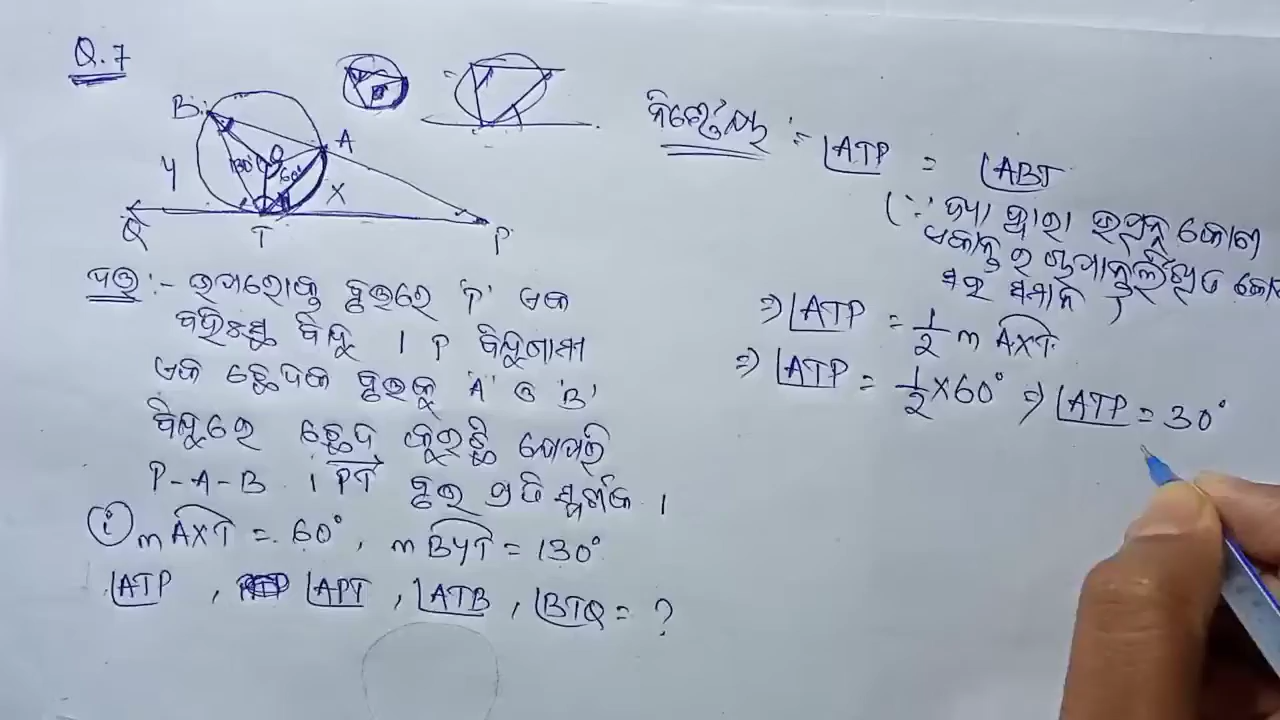 Q.7
B
A
O
130°
60°
Y
X
Q
T
P
ଦତ୍ତ :- ଉପରୋକ୍ତ ବୃତ୍ତରେ 'P' ଏକ
ବହିଃସ୍ଥ ବିନ୍ଦୁ । P ବିନ୍ଦୁଗାମୀ
ଏକ ଛେଦକ ବୃତ୍ତକୁ 'A' ଓ 'B'
ବିନ୍ଦୁରେ ଛେଦ କରୁଛି ଯେପରି
P-A-B । PT ବୃତ୍ତ ପ୍ରତି ସ୍ପର୍ଶକ ।
(i) m AXT = 60°, m BYT = 130°
∠ATP , ∠APT , ∠ATB , ∠BTQ = ?
ନିର୍ଣ୍ଣେୟ := ∠ATP = ∠ABT
(∵ ଜ୍ୟା ଦ୍ୱାରା ଉତ୍ପନ୍ନ କୋଣ
ଏକାନ୍ତର
ସହ ସମାନ )
⇒ ∠ATP = 1/2 m AXT
⇒ ∠ATP = 1/2 × 60° ⇒ ∠ATP = 30°